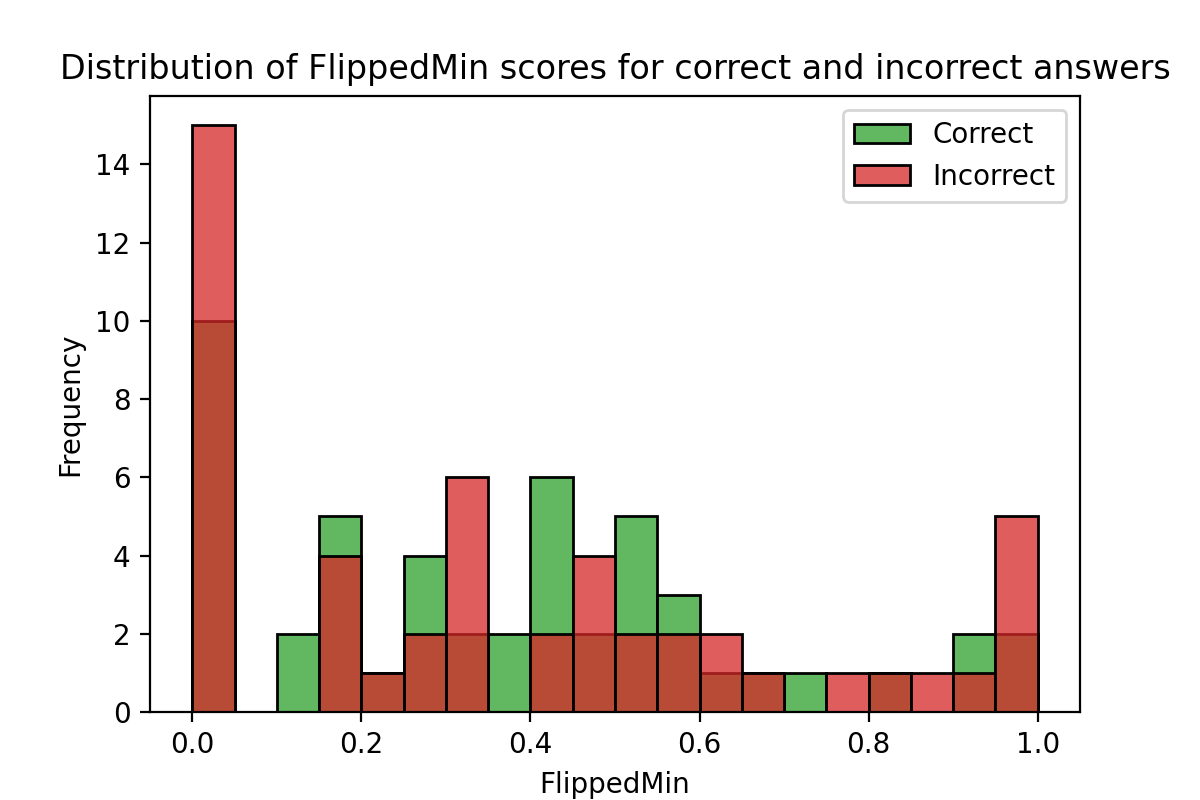 Distribution of FlippedMin scores for correct and incorrect answers
Correct
Incorrect
Frequency
14
12
10
8
6
4
2
0
0.0 0.2 0.4 0.6 0.8 1.0
FlippedMin